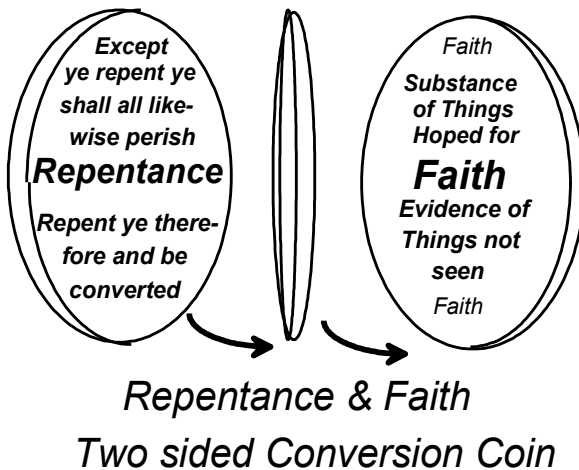 Except
ye repent ye
shall all like-
wise perish
Repentance
Repent ye there-
fore and be
converted
Faith
Substance
of Things
Hoped for
Faith
Evidence of
Things not
seen
Faith
Repentance & Faith
Two sided Conversion Coin